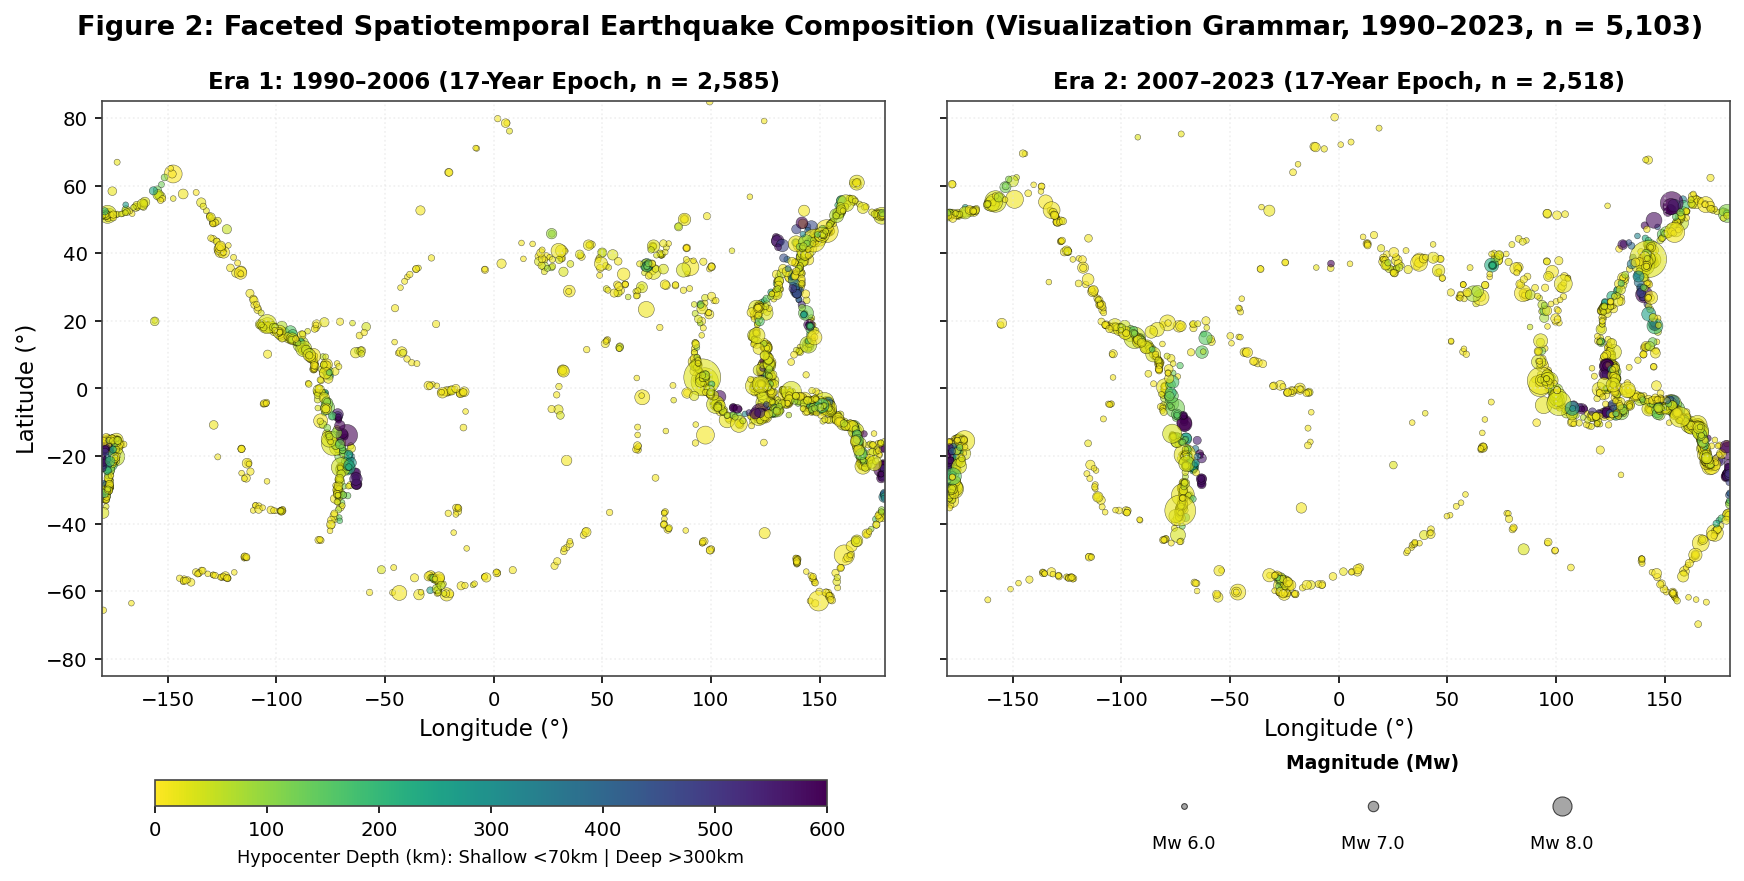 Figure 2: Faceted Spatiotemporal Earthquake Composition (Visualization Grammar, 1990–2023, n = 5,103)
Era 1: 1990–2006 (17-Year Epoch, n = 2,585)
Era 2: 2007–2023 (17-Year Epoch, n = 2,518)
Latitude (°)
80
60
40
20
0
−20
−40
−60
−80
−150 −100 −50 0 50 100 150
−150 −100 −50 0 50 100 150
Longitude (°)
Longitude (°)
0 100 200 300 400 500 600
Hypocenter Depth (km): Shallow <70km | Deep >300km
Magnitude (Mw)
Mw 6.0 Mw 7.0 Mw 8.0